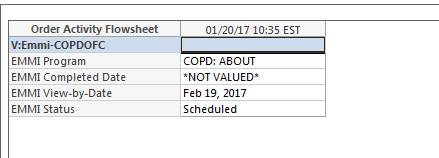 Order Activity Flowsheet 01/20/17 10:35 EST
V:Emmi-COPDOFC
EMMI Program COPD: ABOUT
EMMI Completed Date *NOT VALUED*
EMMI View-by-Date Feb 19, 2017
EMMI Status Scheduled